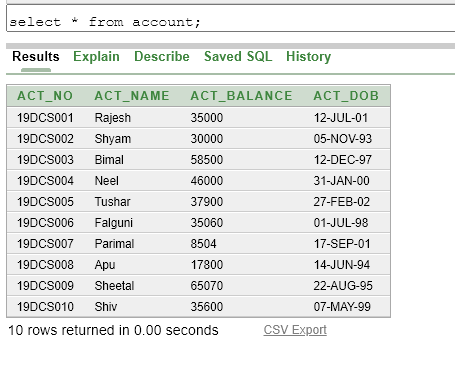 select * from account;
Results Explain Describe Saved SQL History
ACT_NO ACT_NAME ACT_BALANCE ACT_DOB
19DCS001 Rajesh 35000 12-JUL-01
19DCS002 Shyam 30000 05-NOV-93
19DCS003 Bimal 58500 12-DEC-97
19DCS004 Neel 46000 31-JAN-00
19DCS005 Tushar 37900 27-FEB-02
19DCS006 Falguni 35060 01-JUL-98
19DCS007 Parimal 8504 17-SEP-01
19DCS008 Apu 17800 14-JUN-94
19DCS009 Sheetal 65070 22-AUG-95
19DCS010 Shiv 35600 07-MAY-99
10 rows returned in 0.00 seconds CSV Export